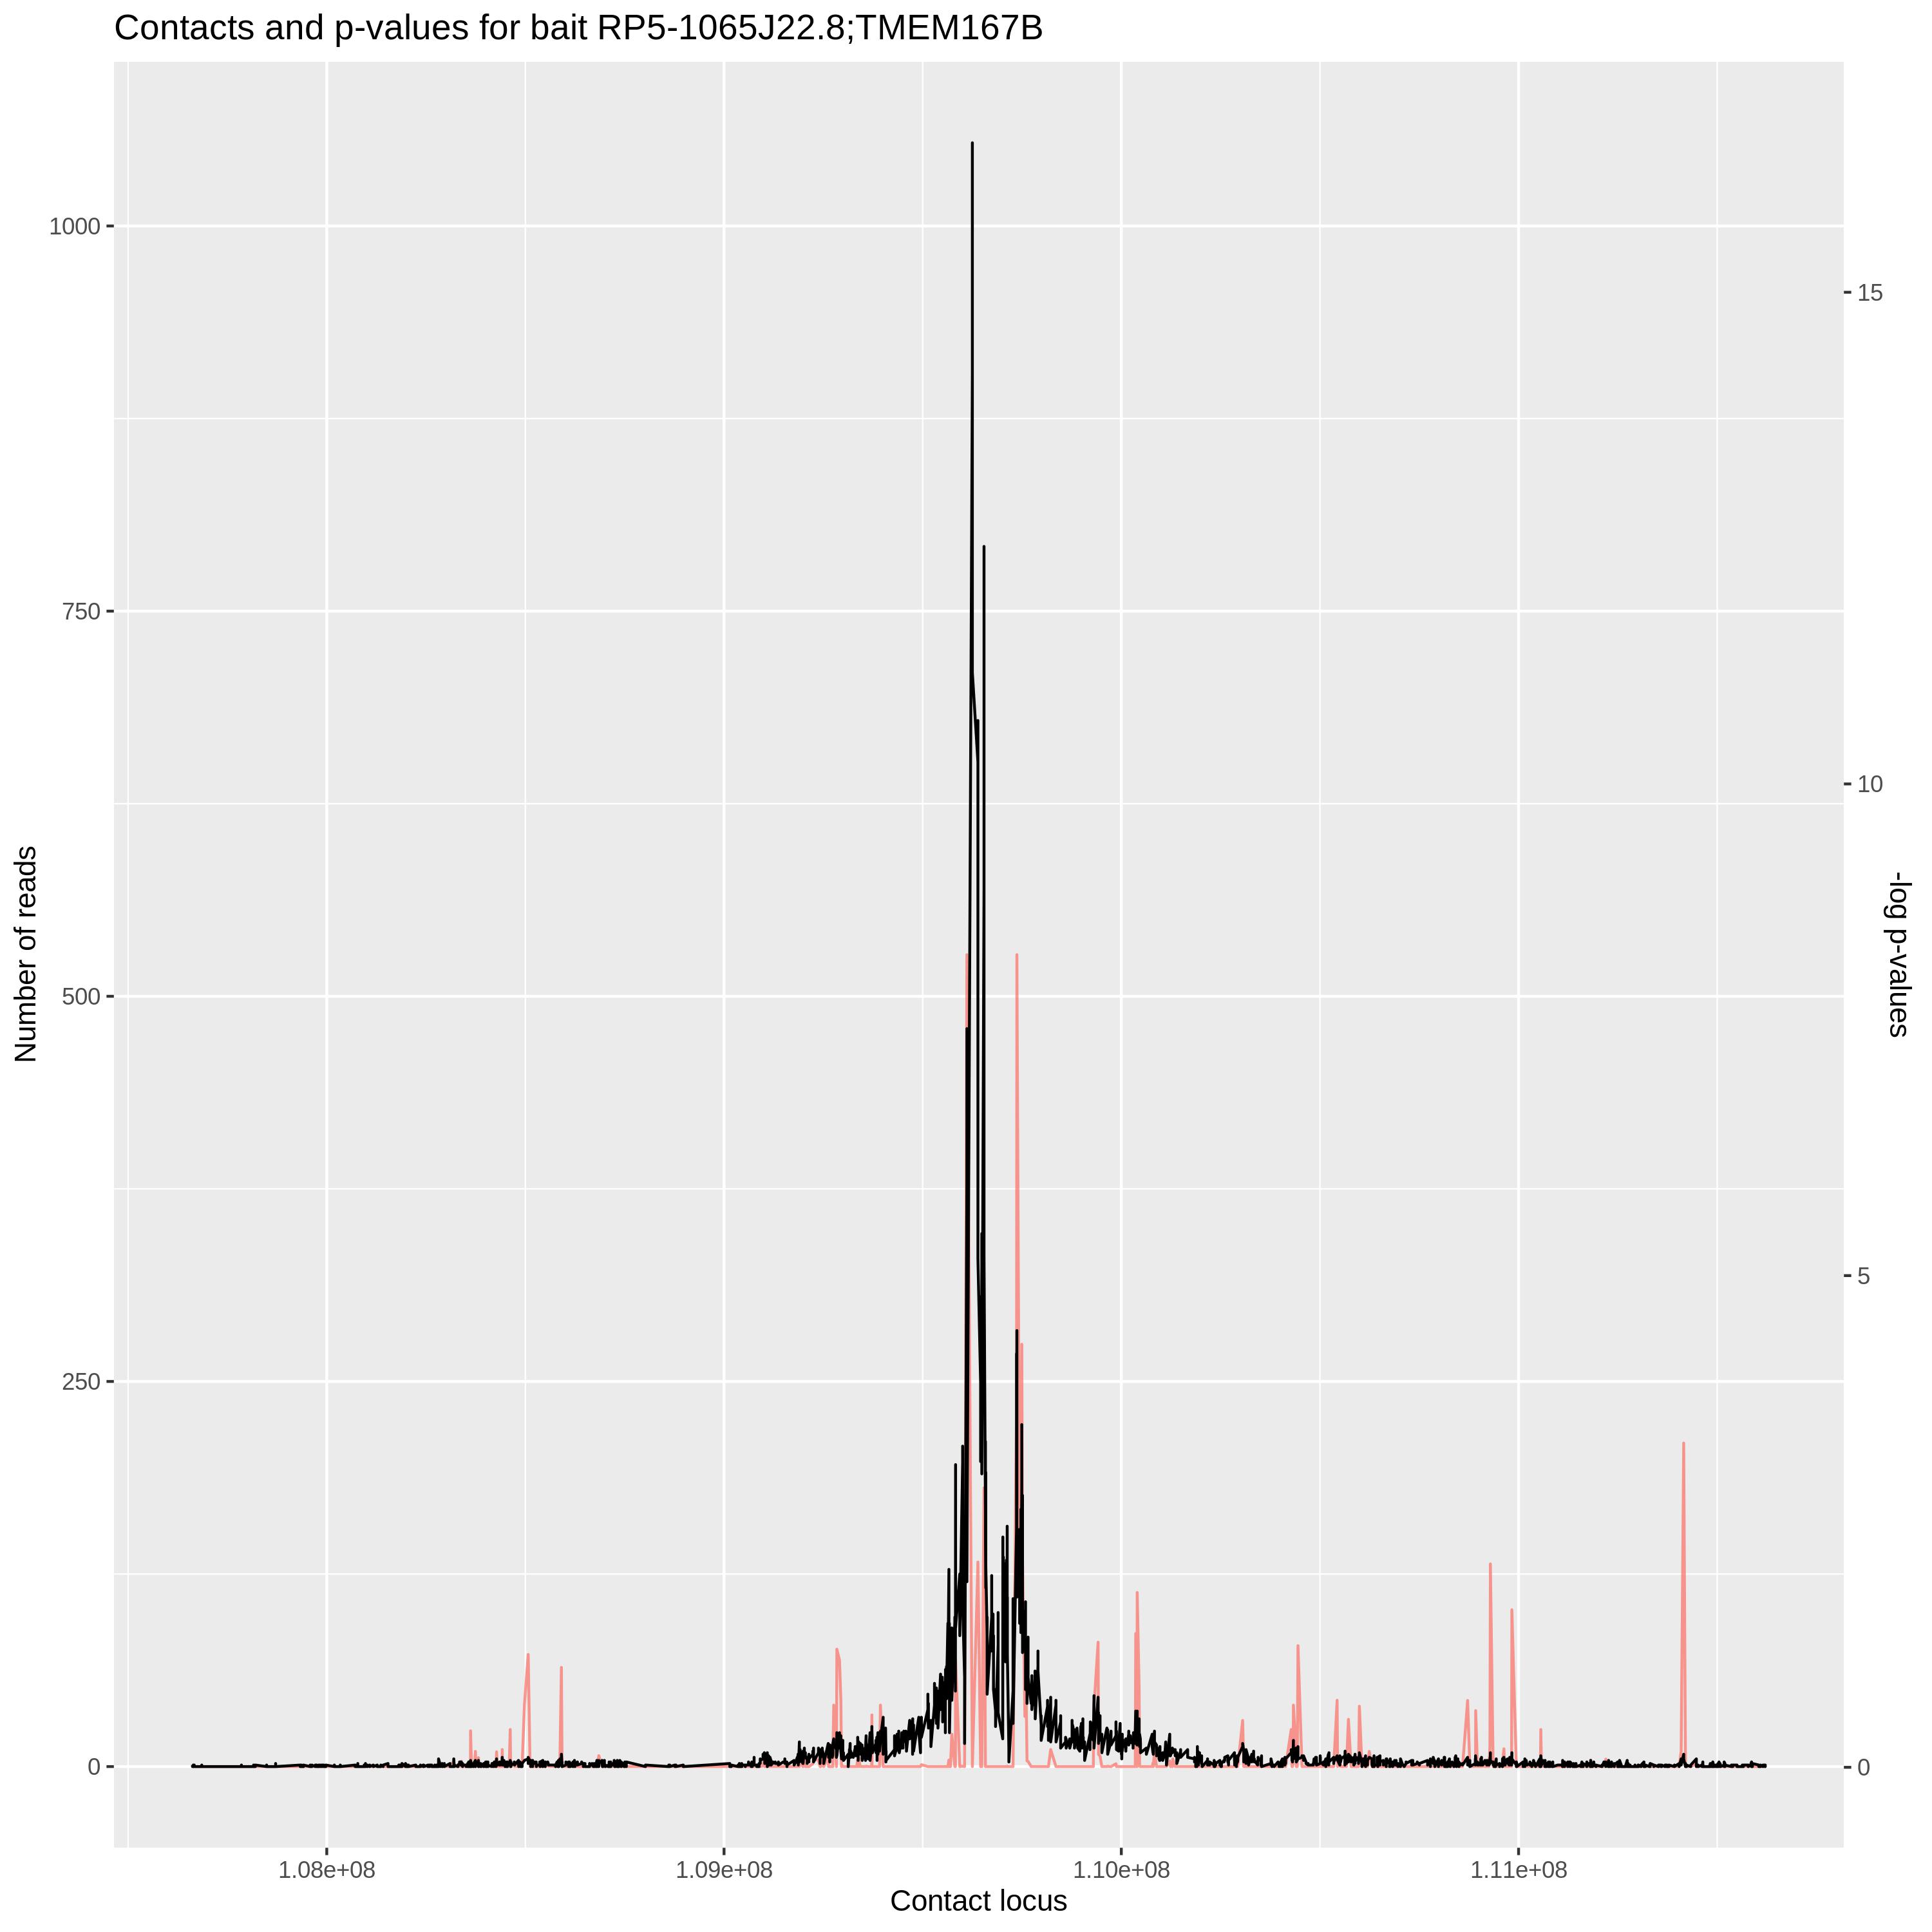 Contacts and p-values for bait RP5-1065J22.8;TMEM167B
1000
750
500
250
0
Number of reads
15
10
5
0
-log p-values
1.08e+08
1.09e+08
1.10e+08
1.11e+08
Contact locus